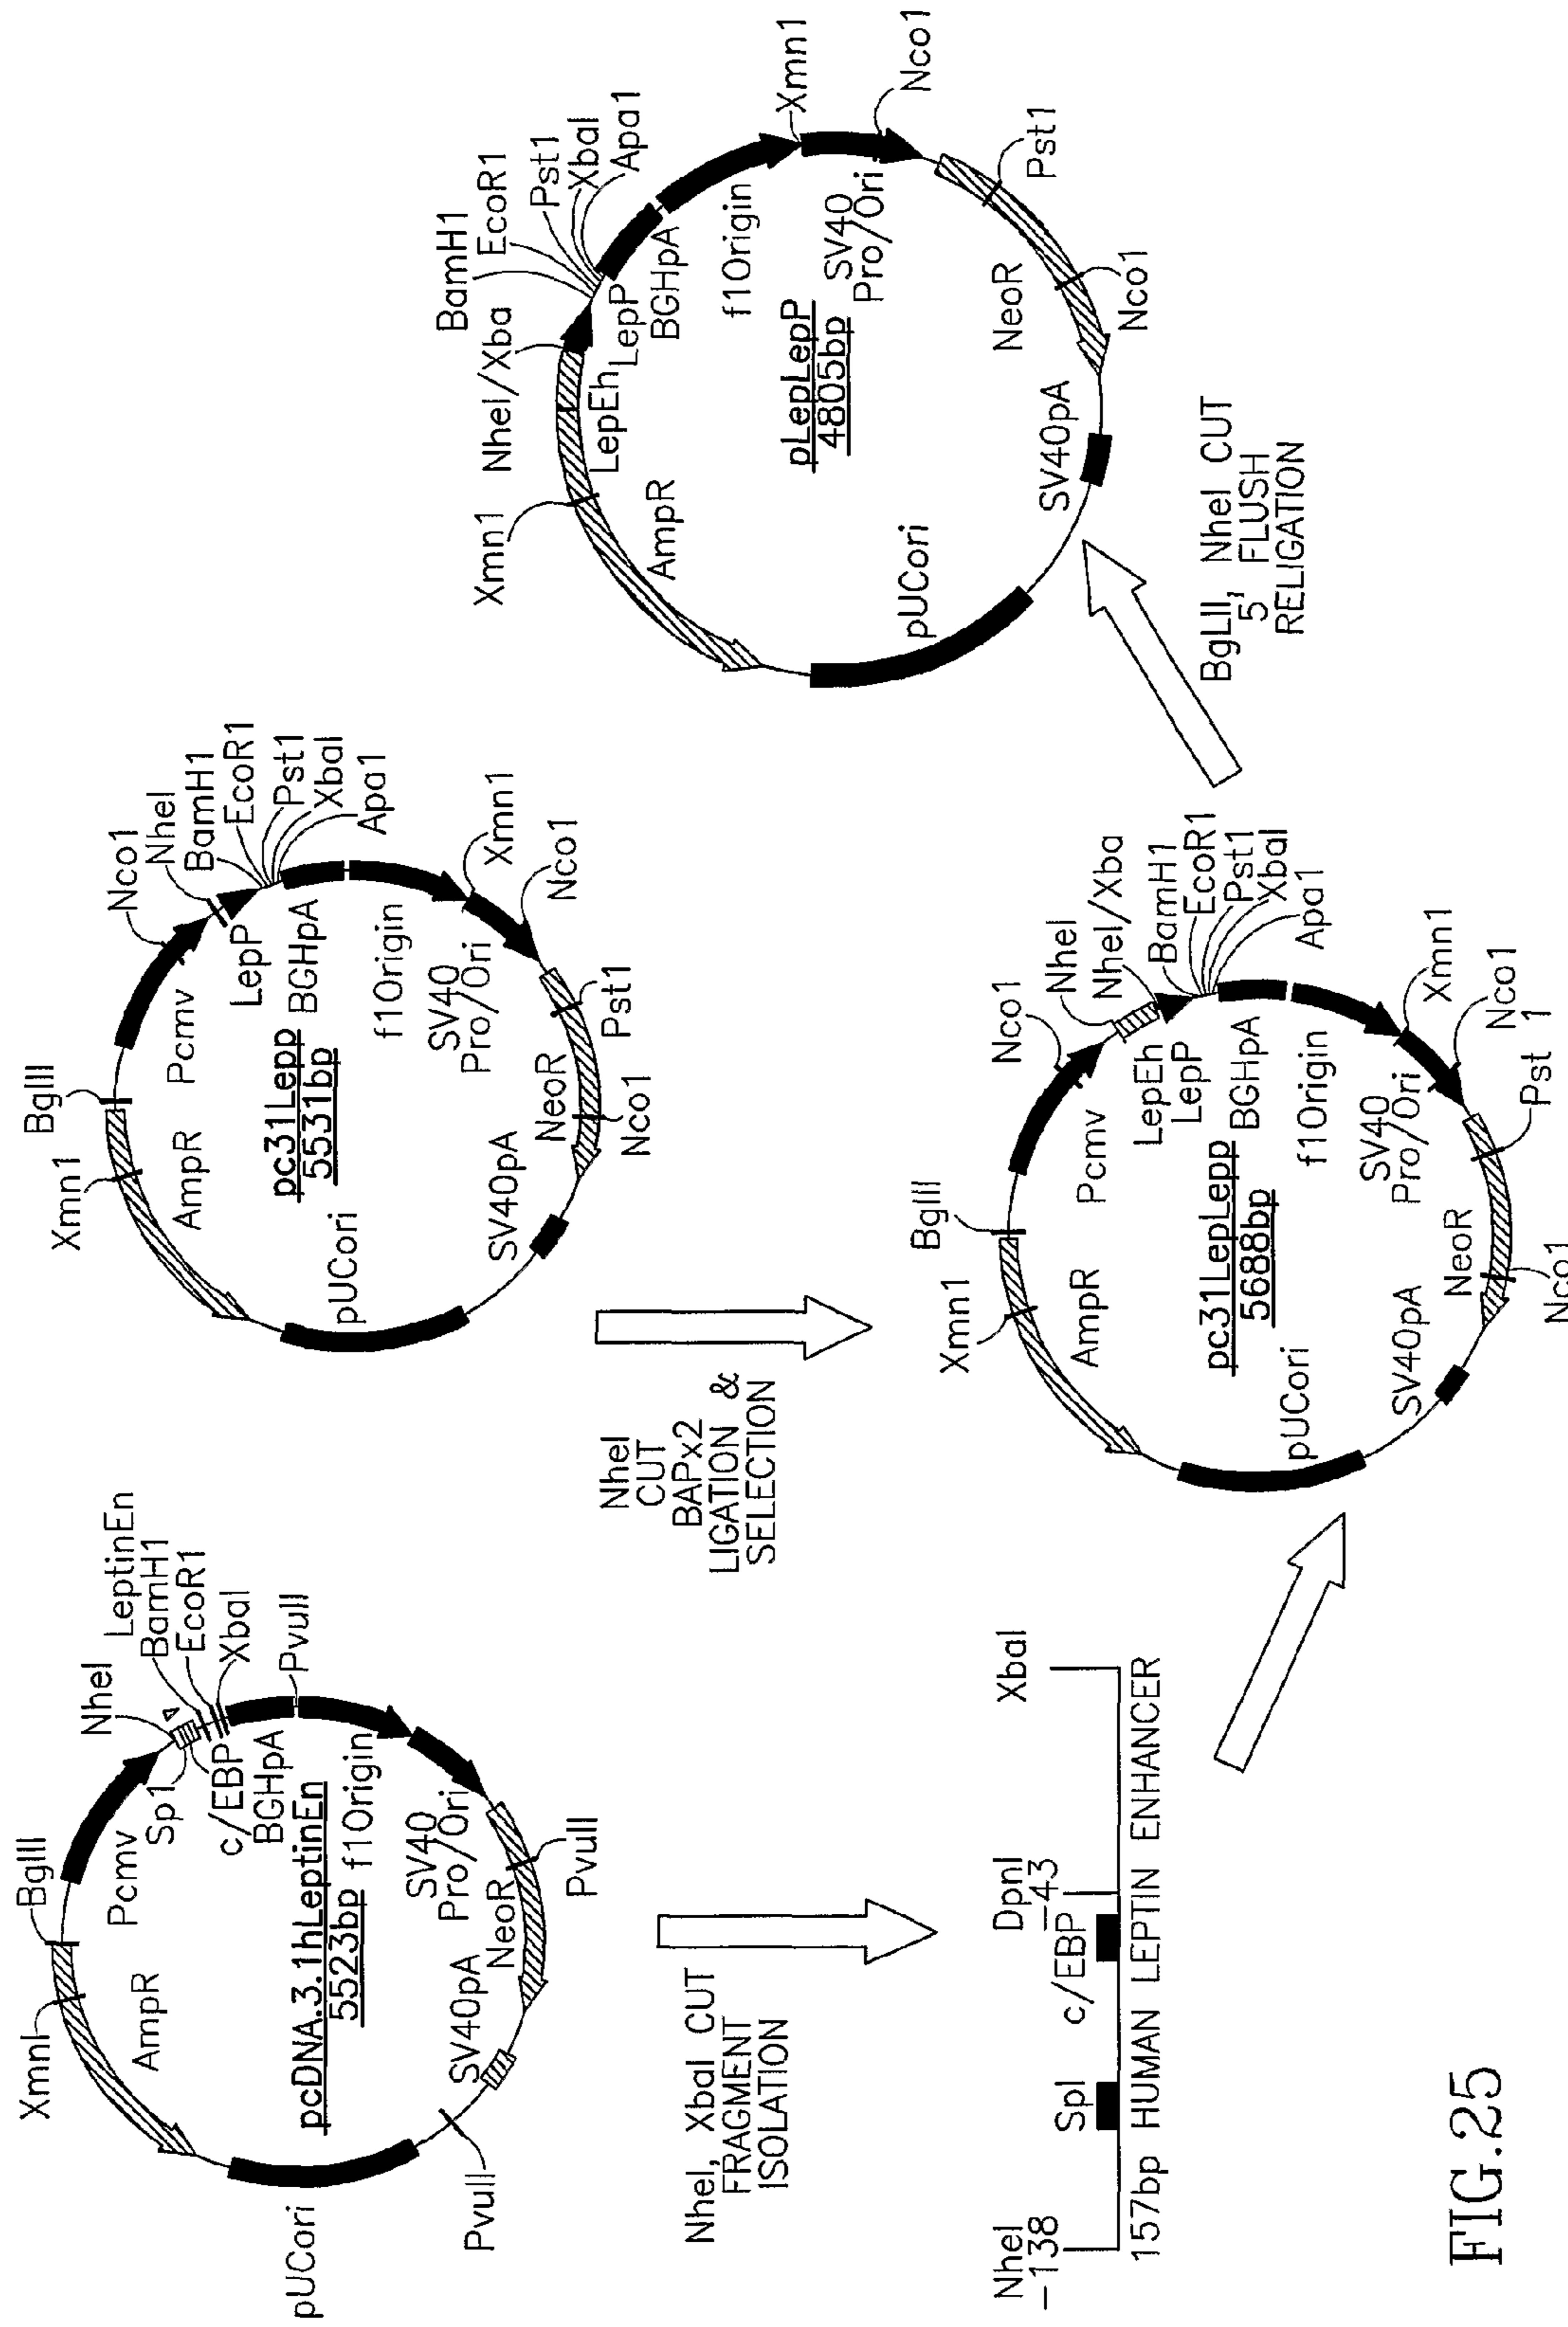 BglII
XmnI
AmpR
Pcmv
NheI
LeptinEn
BamH1
EcoR1
XbaI
Sp1
c/EBP
BGHpA
PvuII
pcDNA.3.1hLeptinEn
5523bp
f1Origin
SV40
Pro/Ori
NeoR
PvuII
SV40pA
PvuII
pUCori
NheI, XbaI CUT
FRAGMENT
ISOLATION
NheI
-138
SpI
c/EBP
DpnI
-43
XbaI
157bp HUMAN LEPTIN ENHANCER
BglII
Xmn1
AmpR
Pcmv
Nco1
NheI
BamH1
EcoR1
Pst1
XbaI
Apa1
LepP
BGHpA
pc31Lepp
5531bp
f1Origin
Xmn1
SV40
Pro/Ori
Nco1
Pst1
NeoR
Nco1
SV40pA
pUCori
NheI
CUT
BAPx2
LIGATION &
SELECTION
BglII
Xmn1
AmpR
Pcmv
Nco1
NheI
NheI/Xba
BamH1
EcoR1
Pst1
XbaI
Apa1
LepEh
LepP
BGHpA
pc31LepLepp
5688bp
f1Origin
Xmn1
SV40
Pro/Ori
Nco1
Pst
1
NeoR
Nco1
SV40pA
pUCori
BgLII, NheI CUT
5' FLUSH
RELIGATION
Xmn1
AmpR
NheI/Xba
BamH1
EcoR1
Pst1
XbaI
Apa1
LepEh
LepP
BGHpA
f1Origin
Xmn1
pLepLepP
4805bp
SV40
Pro/Ori
Nco1
Pst1
NeoR
Nco1
SV40pA
pUCori
FIG.25